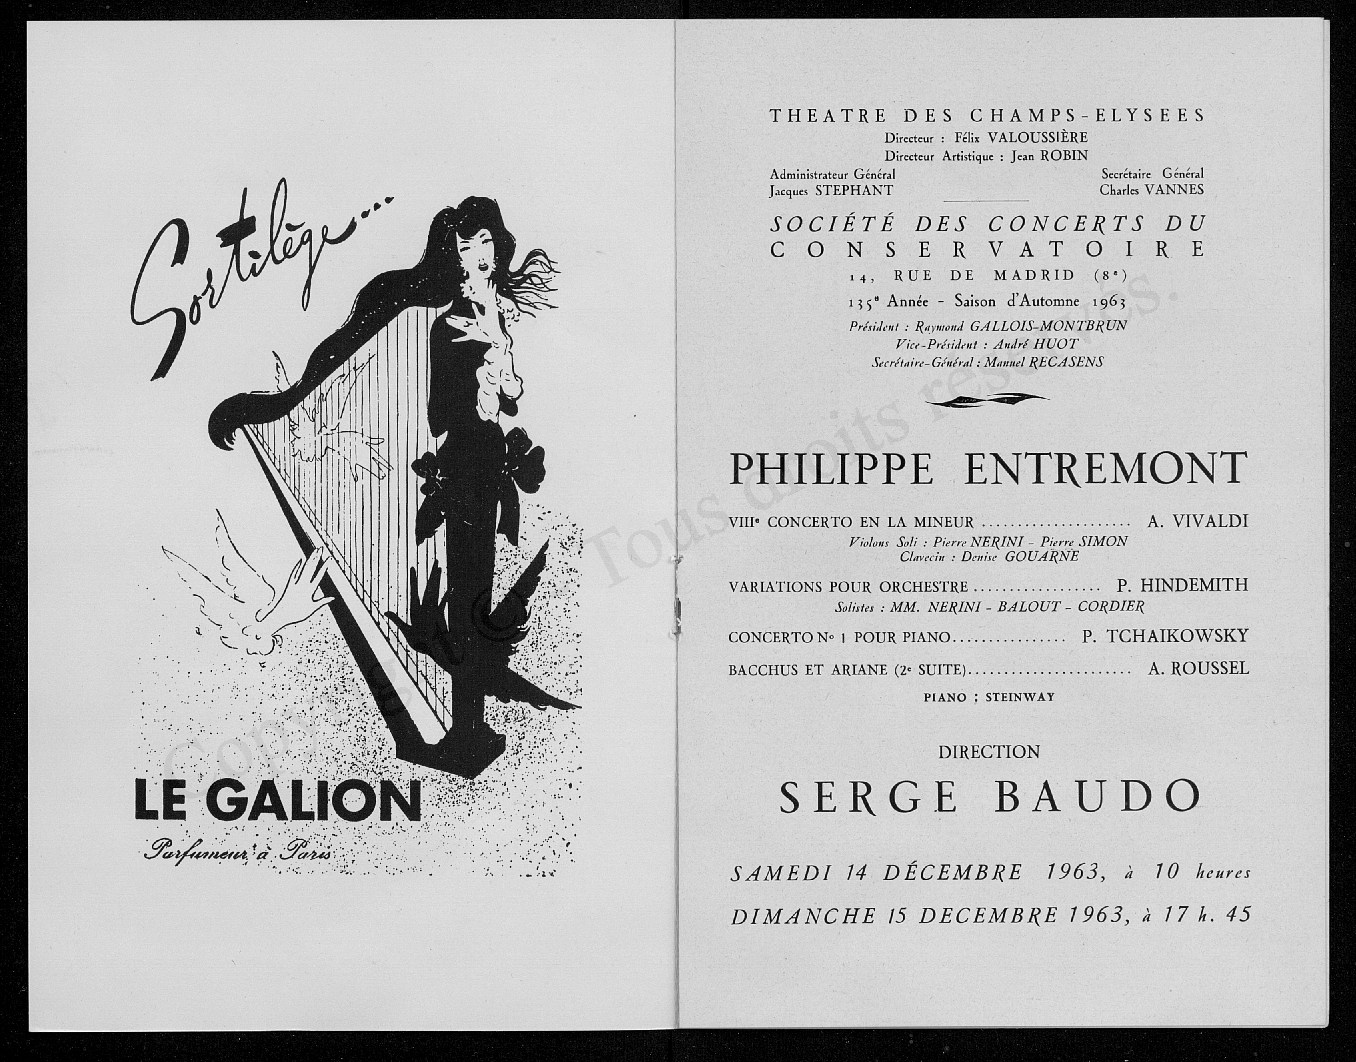 Sortilège...
LE GALION
Parfumeur à Paris
THEATRE DES CHAMPS-ELYSEES
Directeur : Félix VALOUSSIÈRE
Directeur Artistique : Jean ROBIN
Administrateur Général Secrétaire Général
Jacques STEPHANT Charles VANNES
SOCIÉTÉ DES CONCERTS DU
CONSERVATOIRE
14, RUE DE MADRID (8e)
135e Année - Saison d'Automne 1963
Président : Raymond GALLOIS-MONTBRUN
Vice-Président : André HUOT
Secrétaire-Général : Manuel RECASENS
PHILIPPE ENTREMONT
VIIIe CONCERTO EN LA MINEUR ..................... A. VIVALDI
Violons Soli : Pierre NERINI - Pierre SIMON
Clavecin : Denise GOUARNE
VARIATIONS POUR ORCHESTRE .................. P. HINDEMITH
Solistes : MM. NERINI - BALOUT - CORDIER
CONCERTO No 1 POUR PIANO................ P. TCHAIKOWSKY
BACCHUS ET ARIANE (2e SUITE)....................... A. ROUSSEL
PIANO : STEINWAY
DIRECTION
SERGE BAUDO
SAMEDI 14 DÉCEMBRE 1963, à 10 heures
DIMANCHE 15 DECEMBRE 1963, à 17 h. 45
Copyright © Tous droits réservés.